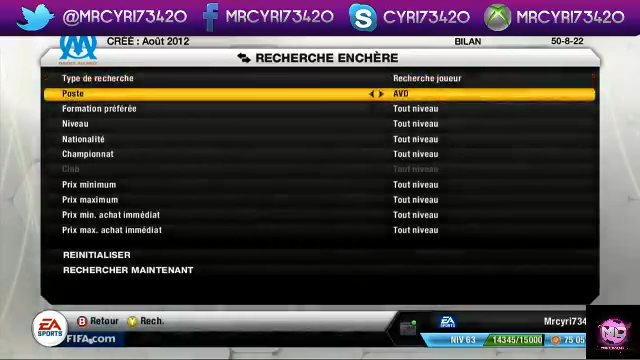 MRCYRI73420 MRCYRI73420 CYRI73420 MRCYRI73420
CRÉÉ : Août 2012 BILAN 50-8-22
RECHERCHE ENCHÈRE
Type de recherche Recherche joueur
Poste AVD
Formation préférée Tout niveau
Niveau Tout niveau
Nationalité Tout niveau
Championnat Tout niveau
Club Tout niveau
Prix minimum Tout niveau
Prix maximum Tout niveau
Prix min. achat immédiat Tout niveau
Prix max. achat immédiat Tout niveau
REINITIALISER
RECHERCHER MAINTENANT
B Retour Y Rech.
EA SPORTS EA SPORTS Mrcyri734
FIFA.com NIV 63 14345/15000 75 05